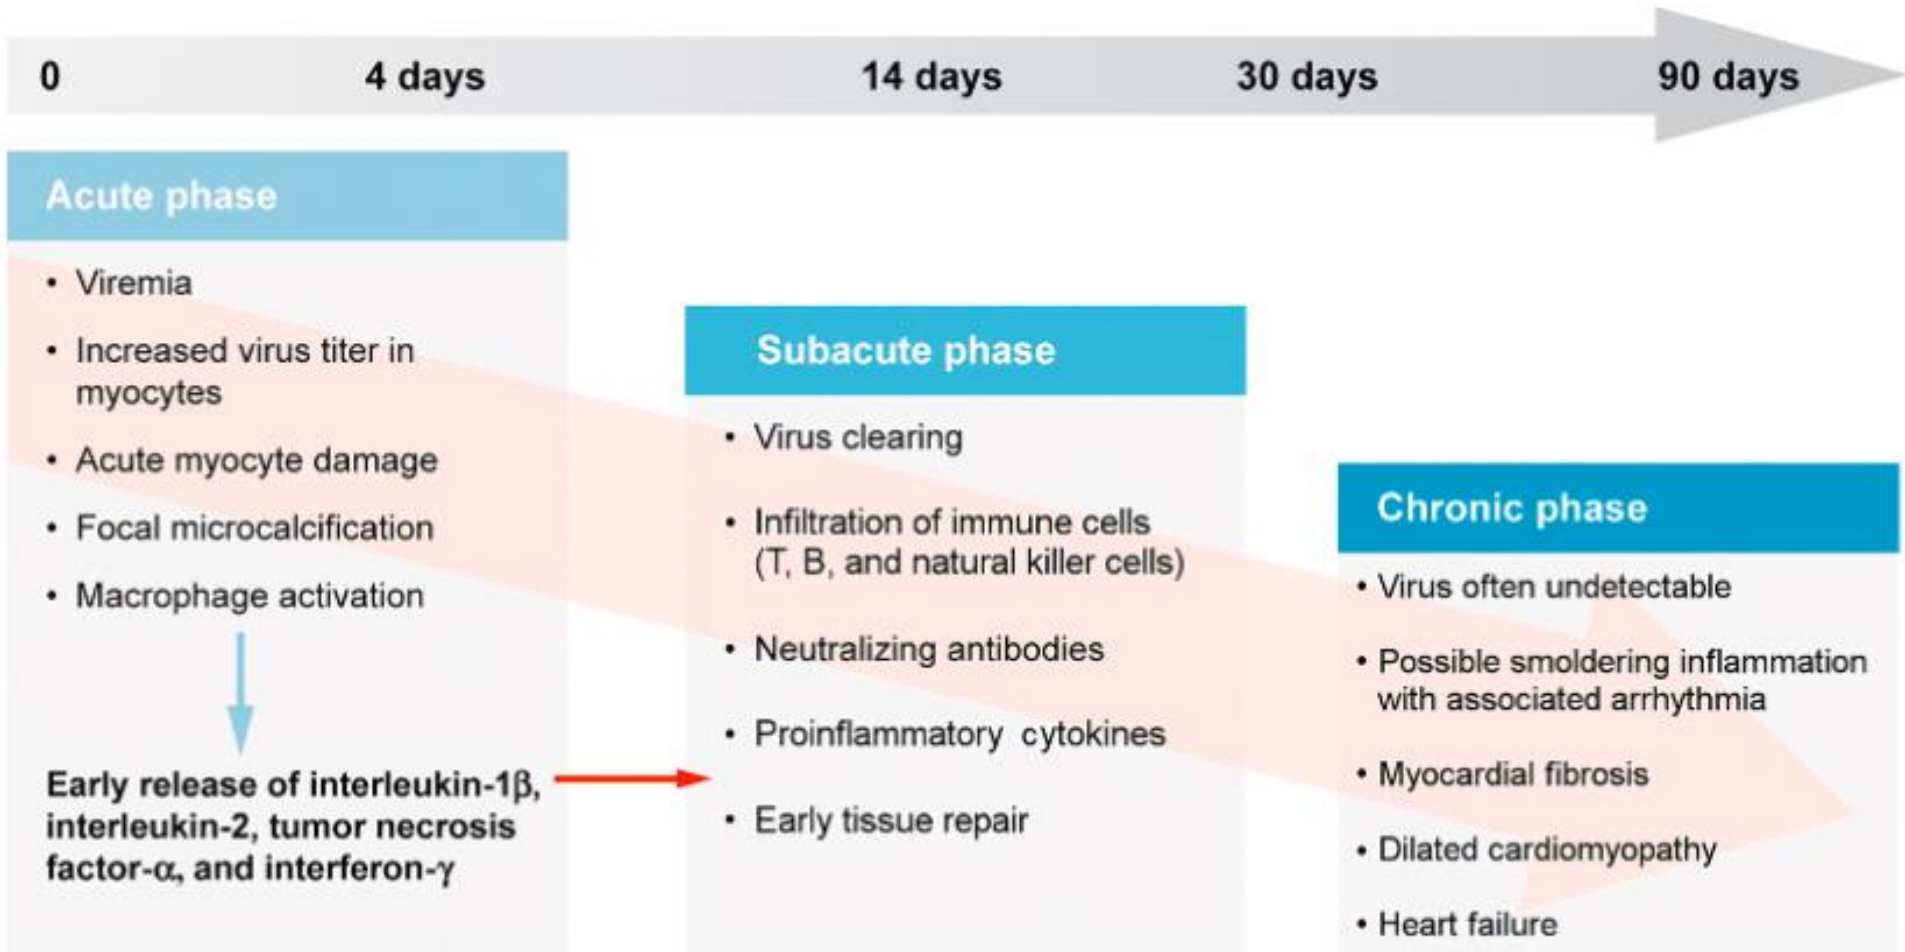 0 4 days 14 days 30 days 90 days
Acute phase
• Viremia
• Increased virus titer in
myocytes
• Acute myocyte damage
• Focal microcalcification
• Macrophage activation
Early release of interleukin-1β,
interleukin-2, tumor necrosis
factor-α, and interferon-γ
Subacute phase
• Virus clearing
• Infiltration of immune cells
(T, B, and natural killer cells)
• Neutralizing antibodies
• Proinflammatory cytokines
• Early tissue repair
Chronic phase
• Virus often undetectable
• Possible smoldering inflammation
with associated arrhythmia
• Myocardial fibrosis
• Dilated cardiomyopathy
• Heart failure